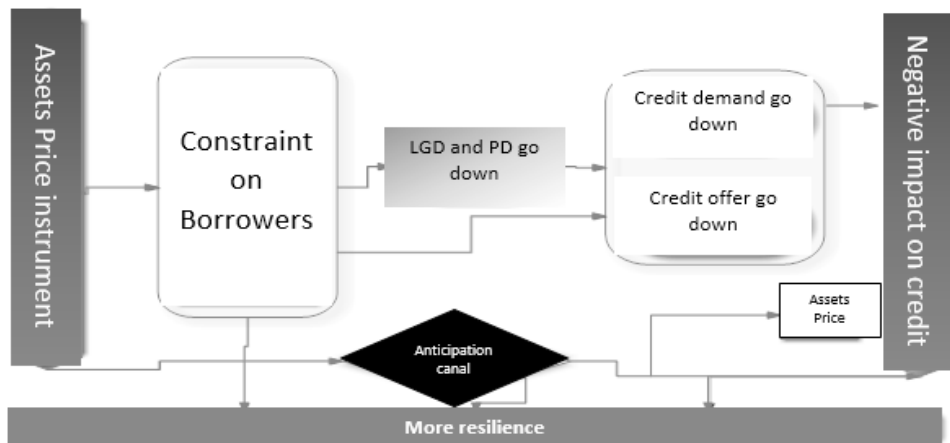 Assets Price instrument
Constraint
on
Borrowers
LGD and PD go
down
Credit demand go
down
Credit offer go
down
Negative impact on credit
Assets
Price
Anticipation
canal
More resilience